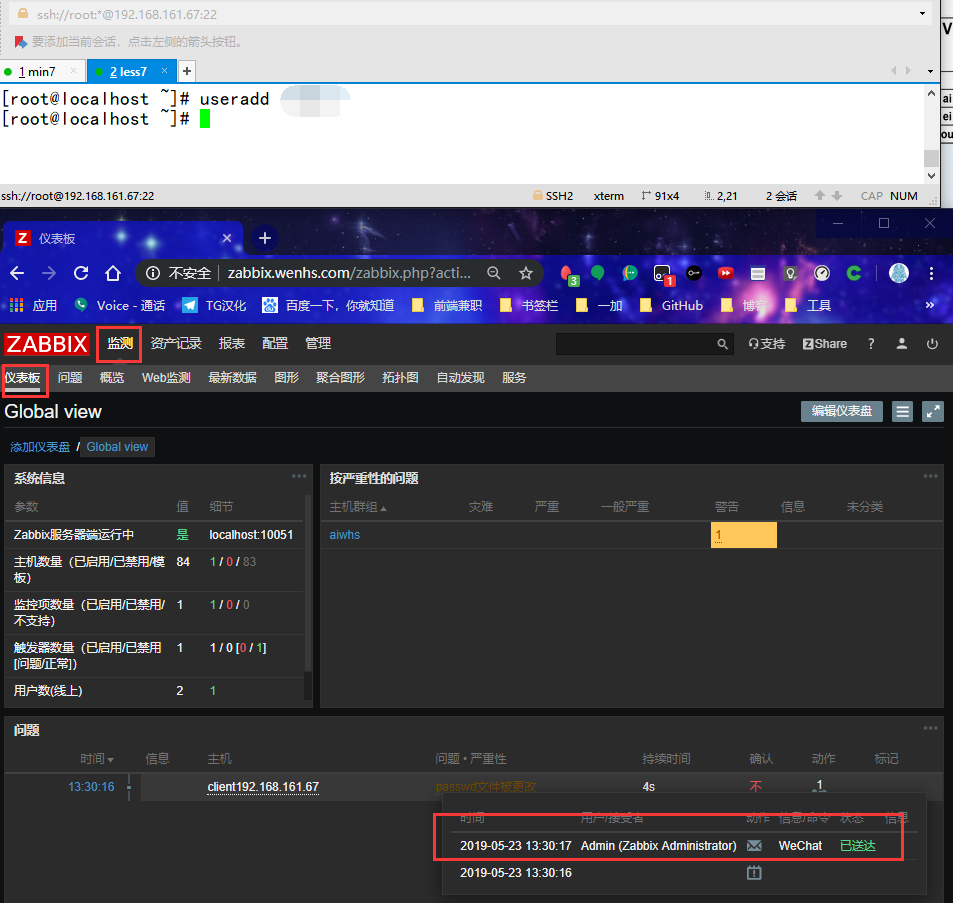 ssh://root:*@192.168.161.67:22
要添加当前会话，点击左侧的箭头按钮。
1 min7 2 less7 +
[root@localhost ~]# useradd
[root@localhost ~]#
ssh://root@192.168.161.67:22 SSH2 xterm 91x4 2,21 2 会话 CAP NUM
仪表板
不安全 zabbix.wenhs.com/zabbix.php?acti... 3 1
应用 Voice - 通话 TG汉化 百度一下，你就知道 前端兼职 书签栏 一加 GitHub 博客 工具 »
ZABBIX 监测 资产记录 报表 配置 管理 支持 Share ?
仪表板 问题 概览 Web监测 最新数据 图形 聚合图形 拓扑图 自动发现 服务
Global view 编辑仪表盘
添加仪表盘 / Global view
系统信息
参数 值 细节
Zabbix服务器端运行中 是 localhost:10051
主机数量（已启用/已禁用/模板） 84 1 / 0 / 83
监控项数量（已启用/已禁用/不支持） 1 1 / 0 / 0
触发器数量（已启用/已禁用 [问题/正常]） 1 1 / 0 [0 / 1]
用户数(线上) 2 1
按严重性的问题
主机群组 灾难 严重 一般严重 警告 信息 未分类
aiwhs 1
问题
时间 信息 主机 问题 • 严重性 持续时间 确认 动作 标记
13:30:16 client192.168.161.67 passwd文件被更改 4s 不 1
时间 用户/接受者 动作 信息/命令 状态 信息
2019-05-23 13:30:17 Admin (Zabbix Administrator) WeChat 已送达
2019-05-23 13:30:16